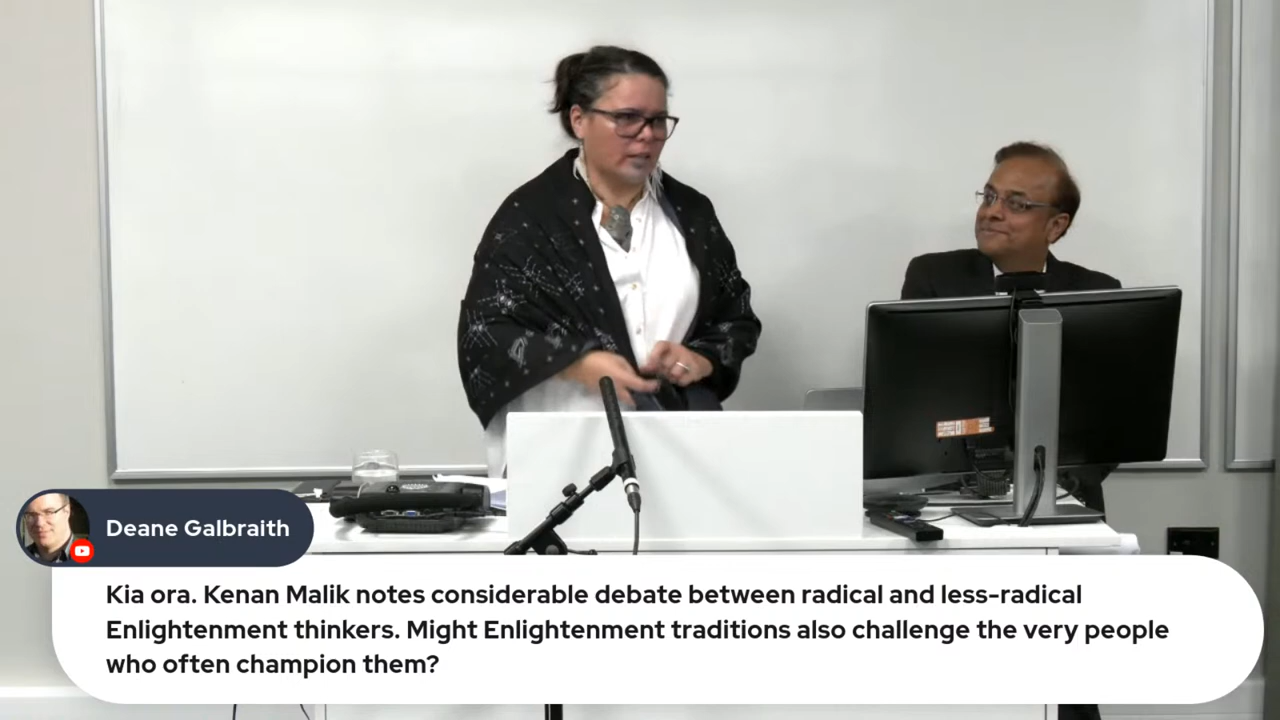 Deane Galbraith
Kia ora. Kenan Malik notes considerable debate between radical and less-radical
Enlightenment thinkers. Might Enlightenment traditions also challenge the very people
who often champion them?